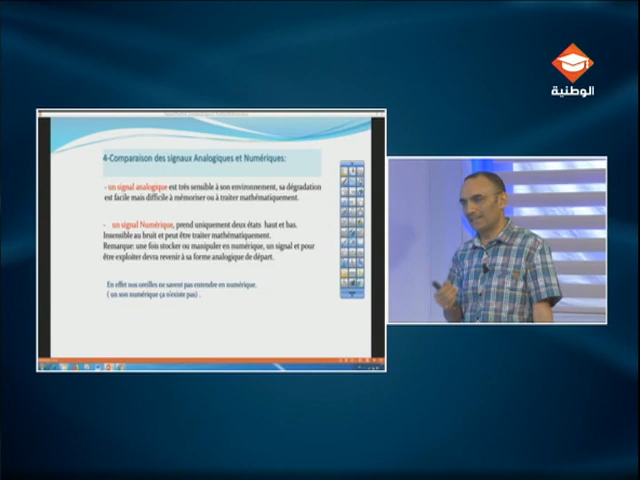 الوطنية
4-Comparaison des signaux Analogiques et Numériques:
- un signal analogique est très sensible à son environnement, sa dégradation
est facile mais difficile à mémoriser ou à traiter mathématiquement.
- un signal Numérique, prend uniquement deux états haut et bas.
Insensible au bruit et peut être traiter mathématiquement.
Remarque: une fois stocker ou manipuler en numérique, un signal et pour
être exploiter devra revenir à sa forme analogique de départ.
En effet nos oreilles ne savent pas entendre en numérique.
( un son numérique ça n'existe pas) .